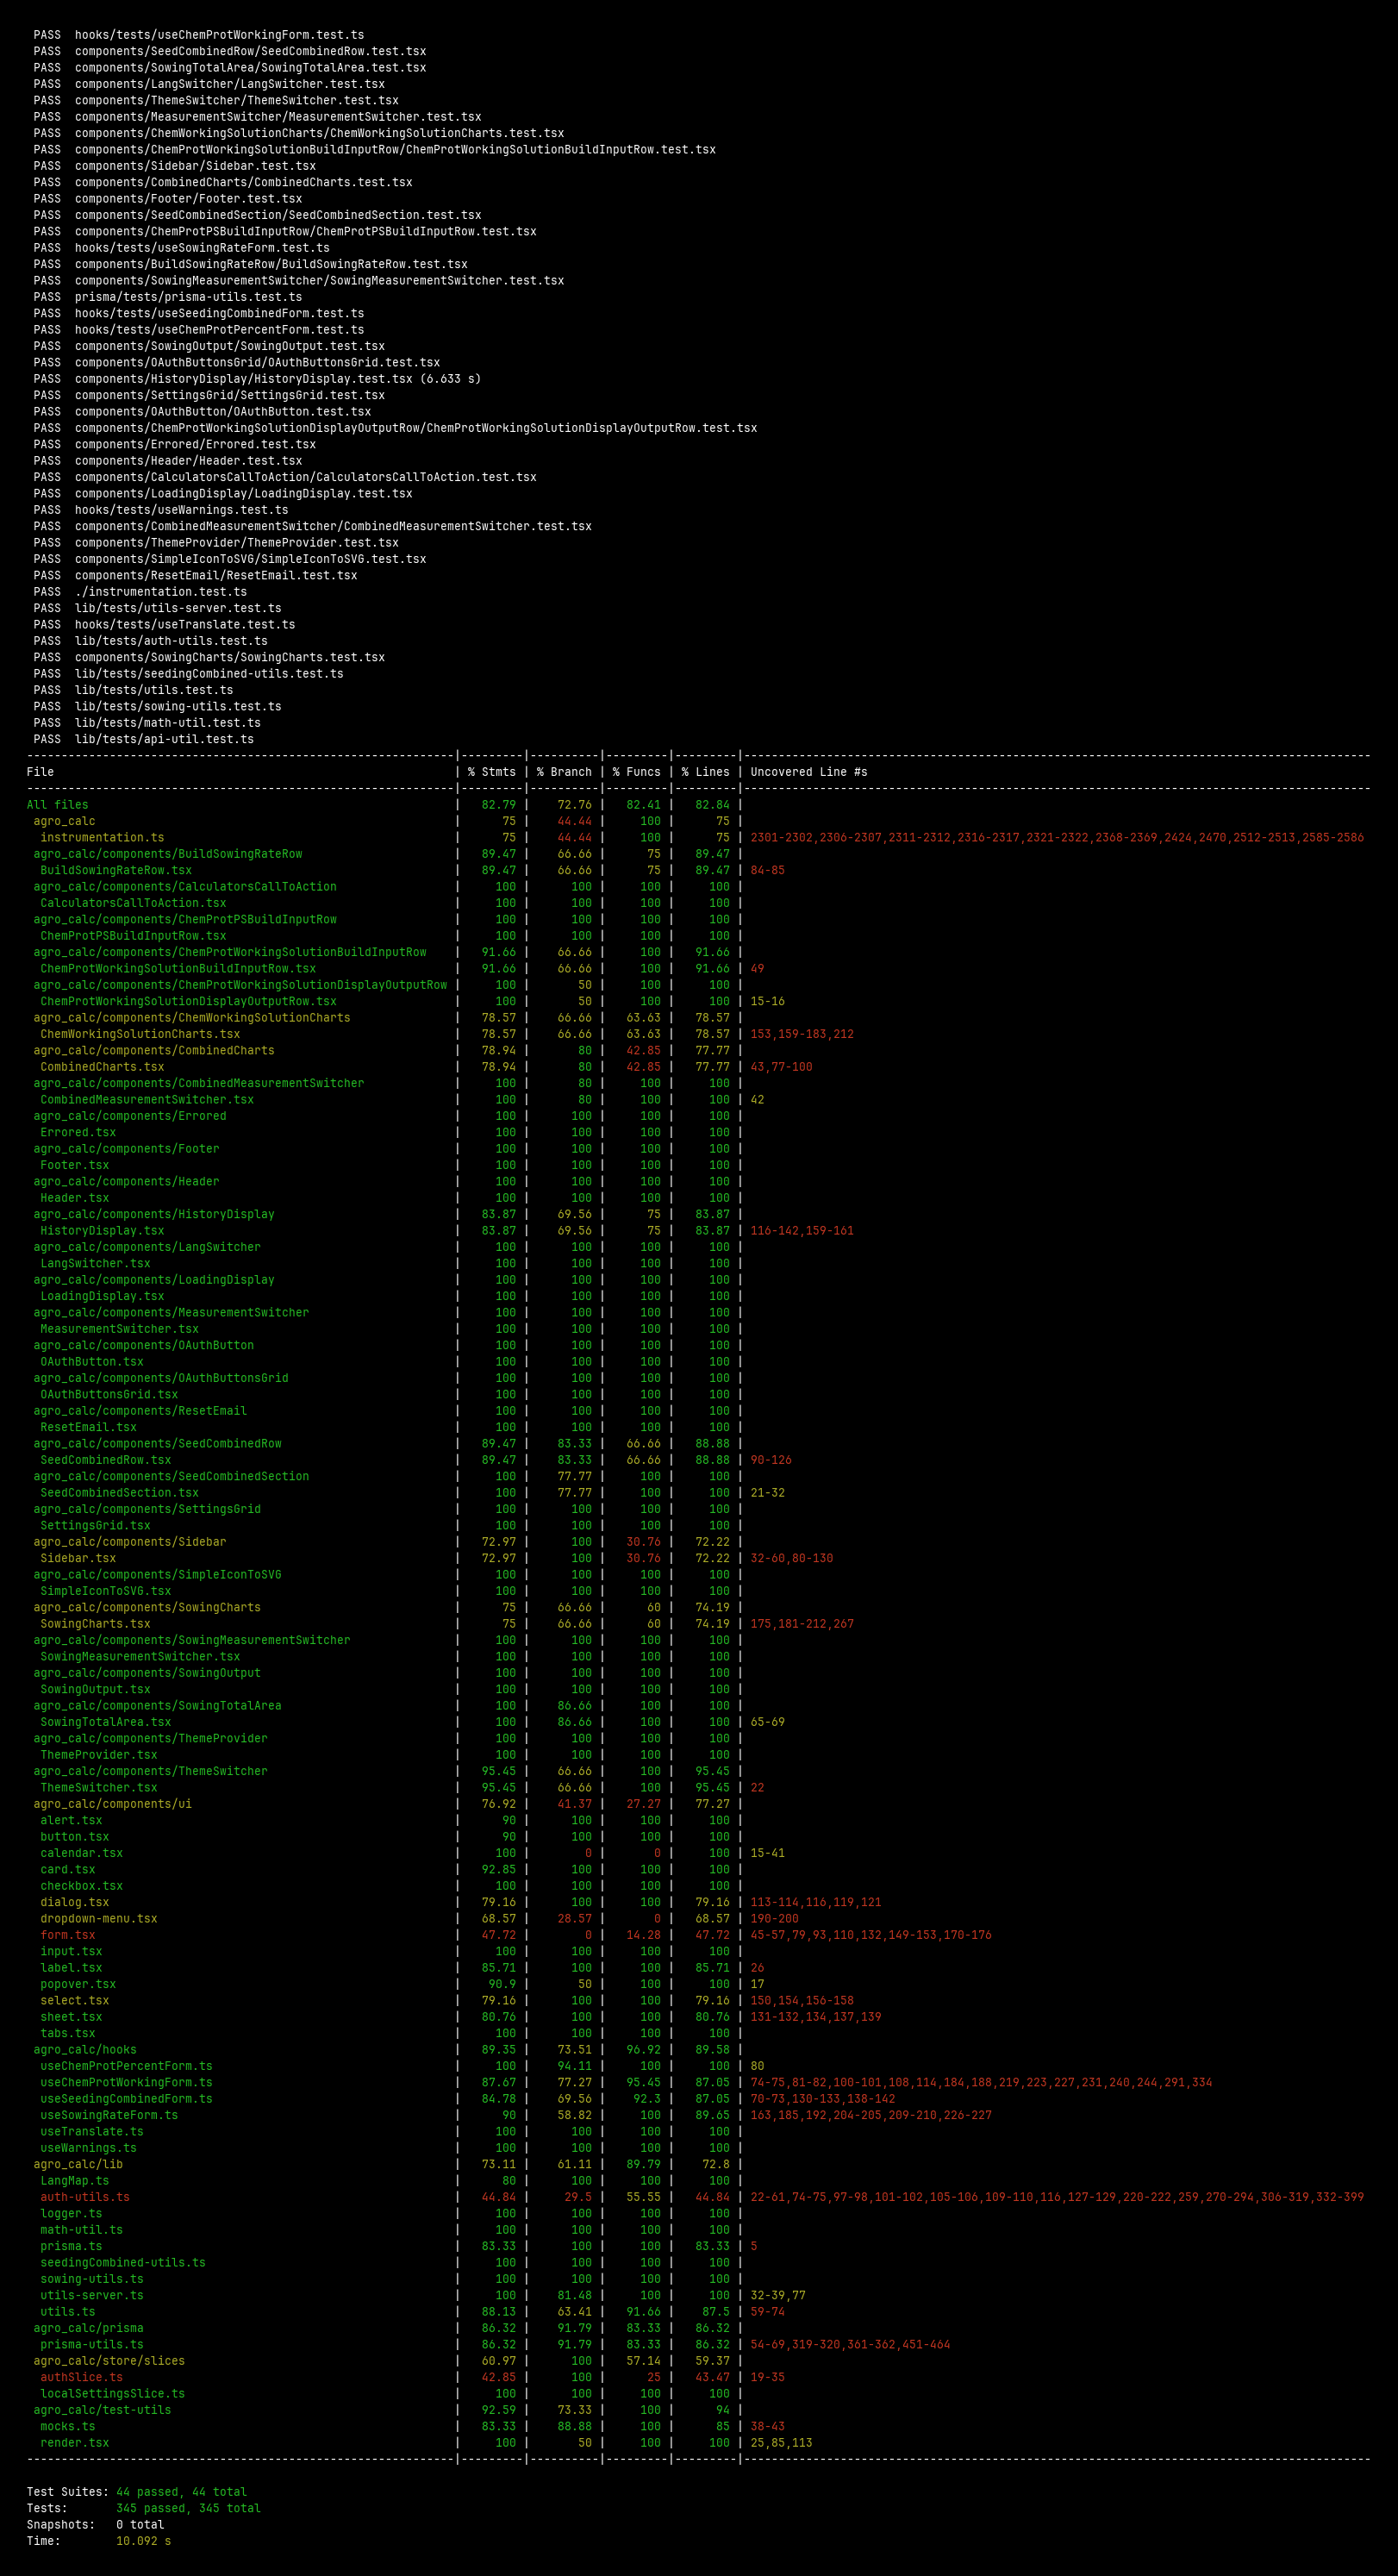 PASS  hooks/tests/useChemProtWorkingForm.test.ts
PASS  components/SeedCombinedRow/SeedCombinedRow.test.tsx
PASS  components/SowingTotalArea/SowingTotalArea.test.tsx
PASS  components/LangSwitcher/LangSwitcher.test.tsx
PASS  components/ThemeSwitcher/ThemeSwitcher.test.tsx
PASS  components/MeasurementSwitcher/MeasurementSwitcher.test.tsx
PASS  components/ChemWorkingSolutionCharts/ChemWorkingSolutionCharts.test.tsx
PASS  components/ChemProtWorkingSolutionBuildInputRow/ChemProtWorkingSolutionBuildInputRow.test.tsx
PASS  components/Sidebar/Sidebar.test.tsx
PASS  components/CombinedCharts/CombinedCharts.test.tsx
PASS  components/Footer/Footer.test.tsx
PASS  components/SeedCombinedSection/SeedCombinedSection.test.tsx
PASS  components/ChemProtPSBuildInputRow/ChemProtPSBuildInputRow.test.tsx
PASS  hooks/tests/useSowingRateForm.test.ts
PASS  components/BuildSowingRateRow/BuildSowingRateRow.test.tsx
PASS  components/SowingMeasurementSwitcher/SowingMeasurementSwitcher.test.tsx
PASS  prisma/tests/prisma-utils.test.ts
PASS  hooks/tests/useSeedingCombinedForm.test.ts
PASS  hooks/tests/useChemProtPercentForm.test.ts
PASS  components/SowingOutput/SowingOutput.test.tsx
PASS  components/OAuthButtonsGrid/OAuthButtonsGrid.test.tsx
PASS  components/HistoryDisplay/HistoryDisplay.test.tsx (6.633 s)
PASS  components/SettingsGrid/SettingsGrid.test.tsx
PASS  components/OAuthButton/OAuthButton.test.tsx
PASS  components/ChemProtWorkingSolutionDisplayOutputRow/ChemProtWorkingSolutionDisplayOutputRow.test.tsx
PASS  components/Errored/Errored.test.tsx
PASS  components/Header/Header.test.tsx
PASS  components/CalculatorsCallToAction/CalculatorsCallToAction.test.tsx
PASS  components/LoadingDisplay/LoadingDisplay.test.tsx
PASS  hooks/tests/useWarnings.test.ts
PASS  components/CombinedMeasurementSwitcher/CombinedMeasurementSwitcher.test.tsx
PASS  components/ThemeProvider/ThemeProvider.test.tsx
PASS  components/SimpleIconToSVG/SimpleIconToSVG.test.tsx
PASS  components/ResetEmail/ResetEmail.test.tsx
PASS  ./instrumentation.test.ts
PASS  lib/tests/utils-server.test.ts
PASS  hooks/tests/useTranslate.test.ts
PASS  lib/tests/auth-utils.test.ts
PASS  components/SowingCharts/SowingCharts.test.tsx
PASS  lib/tests/seedingCombined-utils.test.ts
PASS  lib/tests/utils.test.ts
PASS  lib/tests/sowing-utils.test.ts
PASS  lib/tests/math-util.test.ts
PASS  lib/tests/api-util.test.ts
File | % Stmts | % Branch | % Funcs | % Lines | Uncovered Line #s
All files | 82.79 | 72.76 | 82.41 | 82.84 |
agro_calc | 75 | 44.44 | 100 | 75 |
instrumentation.ts | 75 | 44.44 | 100 | 75 | 2301-2302,2306-2307,2311-2312,2316-2317,2321-2322,2368-2369,2424,2470,2512-2513,2585-2586
agro_calc/components/BuildSowingRateRow | 89.47 | 66.66 | 75 | 89.47 |
BuildSowingRateRow.tsx | 89.47 | 66.66 | 75 | 89.47 | 84-85
agro_calc/components/CalculatorsCallToAction | 100 | 100 | 100 | 100 |
CalculatorsCallToAction.tsx | 100 | 100 | 100 | 100 |
agro_calc/components/ChemProtPSBuildInputRow | 100 | 100 | 100 | 100 |
ChemProtPSBuildInputRow.tsx | 100 | 100 | 100 | 100 |
agro_calc/components/ChemProtWorkingSolutionBuildInputRow | 91.66 | 66.66 | 100 | 91.66 |
ChemProtWorkingSolutionBuildInputRow.tsx | 91.66 | 66.66 | 100 | 91.66 | 49
agro_calc/components/ChemProtWorkingSolutionDisplayOutputRow | 100 | 50 | 100 | 100 |
ChemProtWorkingSolutionDisplayOutputRow.tsx | 100 | 50 | 100 | 100 | 15-16
agro_calc/components/ChemWorkingSolutionCharts | 78.57 | 66.66 | 63.63 | 78.57 |
ChemWorkingSolutionCharts.tsx | 78.57 | 66.66 | 63.63 | 78.57 | 153,159-183,212
agro_calc/components/CombinedCharts | 78.94 | 80 | 42.85 | 77.77 |
CombinedCharts.tsx | 78.94 | 80 | 42.85 | 77.77 | 43,77-100
agro_calc/components/CombinedMeasurementSwitcher | 100 | 80 | 100 | 100 |
CombinedMeasurementSwitcher.tsx | 100 | 80 | 100 | 100 | 42
agro_calc/components/Errored | 100 | 100 | 100 | 100 |
Errored.tsx | 100 | 100 | 100 | 100 |
agro_calc/components/Footer | 100 | 100 | 100 | 100 |
Footer.tsx | 100 | 100 | 100 | 100 |
agro_calc/components/Header | 100 | 100 | 100 | 100 |
Header.tsx | 100 | 100 | 100 | 100 |
agro_calc/components/HistoryDisplay | 83.87 | 69.56 | 75 | 83.87 |
HistoryDisplay.tsx | 83.87 | 69.56 | 75 | 83.87 | 116-142,159-161
agro_calc/components/LangSwitcher | 100 | 100 | 100 | 100 |
LangSwitcher.tsx | 100 | 100 | 100 | 100 |
agro_calc/components/LoadingDisplay | 100 | 100 | 100 | 100 |
LoadingDisplay.tsx | 100 | 100 | 100 | 100 |
agro_calc/components/MeasurementSwitcher | 100 | 100 | 100 | 100 |
MeasurementSwitcher.tsx | 100 | 100 | 100 | 100 |
agro_calc/components/OAuthButton | 100 | 100 | 100 | 100 |
OAuthButton.tsx | 100 | 100 | 100 | 100 |
agro_calc/components/OAuthButtonsGrid | 100 | 100 | 100 | 100 |
OAuthButtonsGrid.tsx | 100 | 100 | 100 | 100 |
agro_calc/components/ResetEmail | 100 | 100 | 100 | 100 |
ResetEmail.tsx | 100 | 100 | 100 | 100 |
agro_calc/components/SeedCombinedRow | 89.47 | 83.33 | 66.66 | 88.88 |
SeedCombinedRow.tsx | 89.47 | 83.33 | 66.66 | 88.88 | 90-126
agro_calc/components/SeedCombinedSection | 100 | 77.77 | 100 | 100 |
SeedCombinedSection.tsx | 100 | 77.77 | 100 | 100 | 21-32
agro_calc/components/SettingsGrid | 100 | 100 | 100 | 100 |
SettingsGrid.tsx | 100 | 100 | 100 | 100 |
agro_calc/components/Sidebar | 72.97 | 100 | 30.76 | 72.22 |
Sidebar.tsx | 72.97 | 100 | 30.76 | 72.22 | 32-60,80-130
agro_calc/components/SimpleIconToSVG | 100 | 100 | 100 | 100 |
SimpleIconToSVG.tsx | 100 | 100 | 100 | 100 |
agro_calc/components/SowingCharts | 75 | 66.66 | 60 | 74.19 |
SowingCharts.tsx | 75 | 66.66 | 60 | 74.19 | 175,181-212,267
agro_calc/components/SowingMeasurementSwitcher | 100 | 100 | 100 | 100 |
SowingMeasurementSwitcher.tsx | 100 | 100 | 100 | 100 |
agro_calc/components/SowingOutput | 100 | 100 | 100 | 100 |
SowingOutput.tsx | 100 | 100 | 100 | 100 |
agro_calc/components/SowingTotalArea | 100 | 86.66 | 100 | 100 |
SowingTotalArea.tsx | 100 | 86.66 | 100 | 100 | 65-69
agro_calc/components/ThemeProvider | 100 | 100 | 100 | 100 |
ThemeProvider.tsx | 100 | 100 | 100 | 100 |
agro_calc/components/ThemeSwitcher | 95.45 | 66.66 | 100 | 95.45 |
ThemeSwitcher.tsx | 95.45 | 66.66 | 100 | 95.45 | 22
agro_calc/components/ui | 76.92 | 41.37 | 27.27 | 77.27 |
alert.tsx | 90 | 100 | 100 | 100 |
button.tsx | 90 | 100 | 100 | 100 |
calendar.tsx | 100 | 0 | 0 | 100 | 15-41
card.tsx | 92.85 | 100 | 100 | 100 |
checkbox.tsx | 100 | 100 | 100 | 100 |
dialog.tsx | 79.16 | 100 | 100 | 79.16 | 113-114,116,119,121
dropdown-menu.tsx | 68.57 | 28.57 | 0 | 68.57 | 190-200
form.tsx | 47.72 | 0 | 14.28 | 47.72 | 45-57,79,93,110,132,149-153,170-176
input.tsx | 100 | 100 | 100 | 100 |
label.tsx | 85.71 | 100 | 100 | 85.71 | 26
popover.tsx | 90.9 | 50 | 100 | 100 | 17
select.tsx | 79.16 | 100 | 100 | 79.16 | 150,154,156-158
sheet.tsx | 80.76 | 100 | 100 | 80.76 | 131-132,134,137,139
tabs.tsx | 100 | 100 | 100 | 100 |
agro_calc/hooks | 89.35 | 73.51 | 96.92 | 89.58 |
useChemProtPercentForm.ts | 100 | 94.11 | 100 | 100 | 80
useChemProtWorkingForm.ts | 87.67 | 77.27 | 95.45 | 87.05 | 74-75,81-82,100-101,108,114,184,188,219,223,227,231,240,244,291,334
useSeedingCombinedForm.ts | 84.78 | 69.56 | 92.3 | 87.05 | 70-73,130-133,138-142
useSowingRateForm.ts | 90 | 58.82 | 100 | 89.65 | 163,185,192,204-205,209-210,226-227
useTranslate.ts | 100 | 100 | 100 | 100 |
useWarnings.ts | 100 | 100 | 100 | 100 |
agro_calc/lib | 73.11 | 61.11 | 89.79 | 72.8 |
LangMap.ts | 80 | 100 | 100 | 100 |
auth-utils.ts | 44.84 | 29.5 | 55.55 | 44.84 | 22-61,74-75,97-98,101-102,105-106,109-110,116,127-129,220-222,259,270-294,306-319,332-399
logger.ts | 100 | 100 | 100 | 100 |
math-util.ts | 100 | 100 | 100 | 100 |
prisma.ts | 83.33 | 100 | 100 | 83.33 | 5
seedingCombined-utils.ts | 100 | 100 | 100 | 100 |
sowing-utils.ts | 100 | 100 | 100 | 100 |
utils-server.ts | 100 | 81.48 | 100 | 100 | 32-39,77
utils.ts | 88.13 | 63.41 | 91.66 | 87.5 | 59-74
agro_calc/prisma | 86.32 | 91.79 | 83.33 | 86.32 |
prisma-utils.ts | 86.32 | 91.79 | 83.33 | 86.32 | 54-69,319-320,361-362,451-464
agro_calc/store/slices | 60.97 | 100 | 57.14 | 59.37 |
authSlice.ts | 42.85 | 100 | 25 | 43.47 | 19-35
localSettingsSlice.ts | 100 | 100 | 100 | 100 |
agro_calc/test-utils | 92.59 | 73.33 | 100 | 94 |
mocks.ts | 83.33 | 88.88 | 100 | 85 | 38-43
render.tsx | 100 | 50 | 100 | 100 | 25,85,113
Test Suites: 44 passed, 44 total
Tests:       345 passed, 345 total
Snapshots:   0 total
Time:        10.092 s